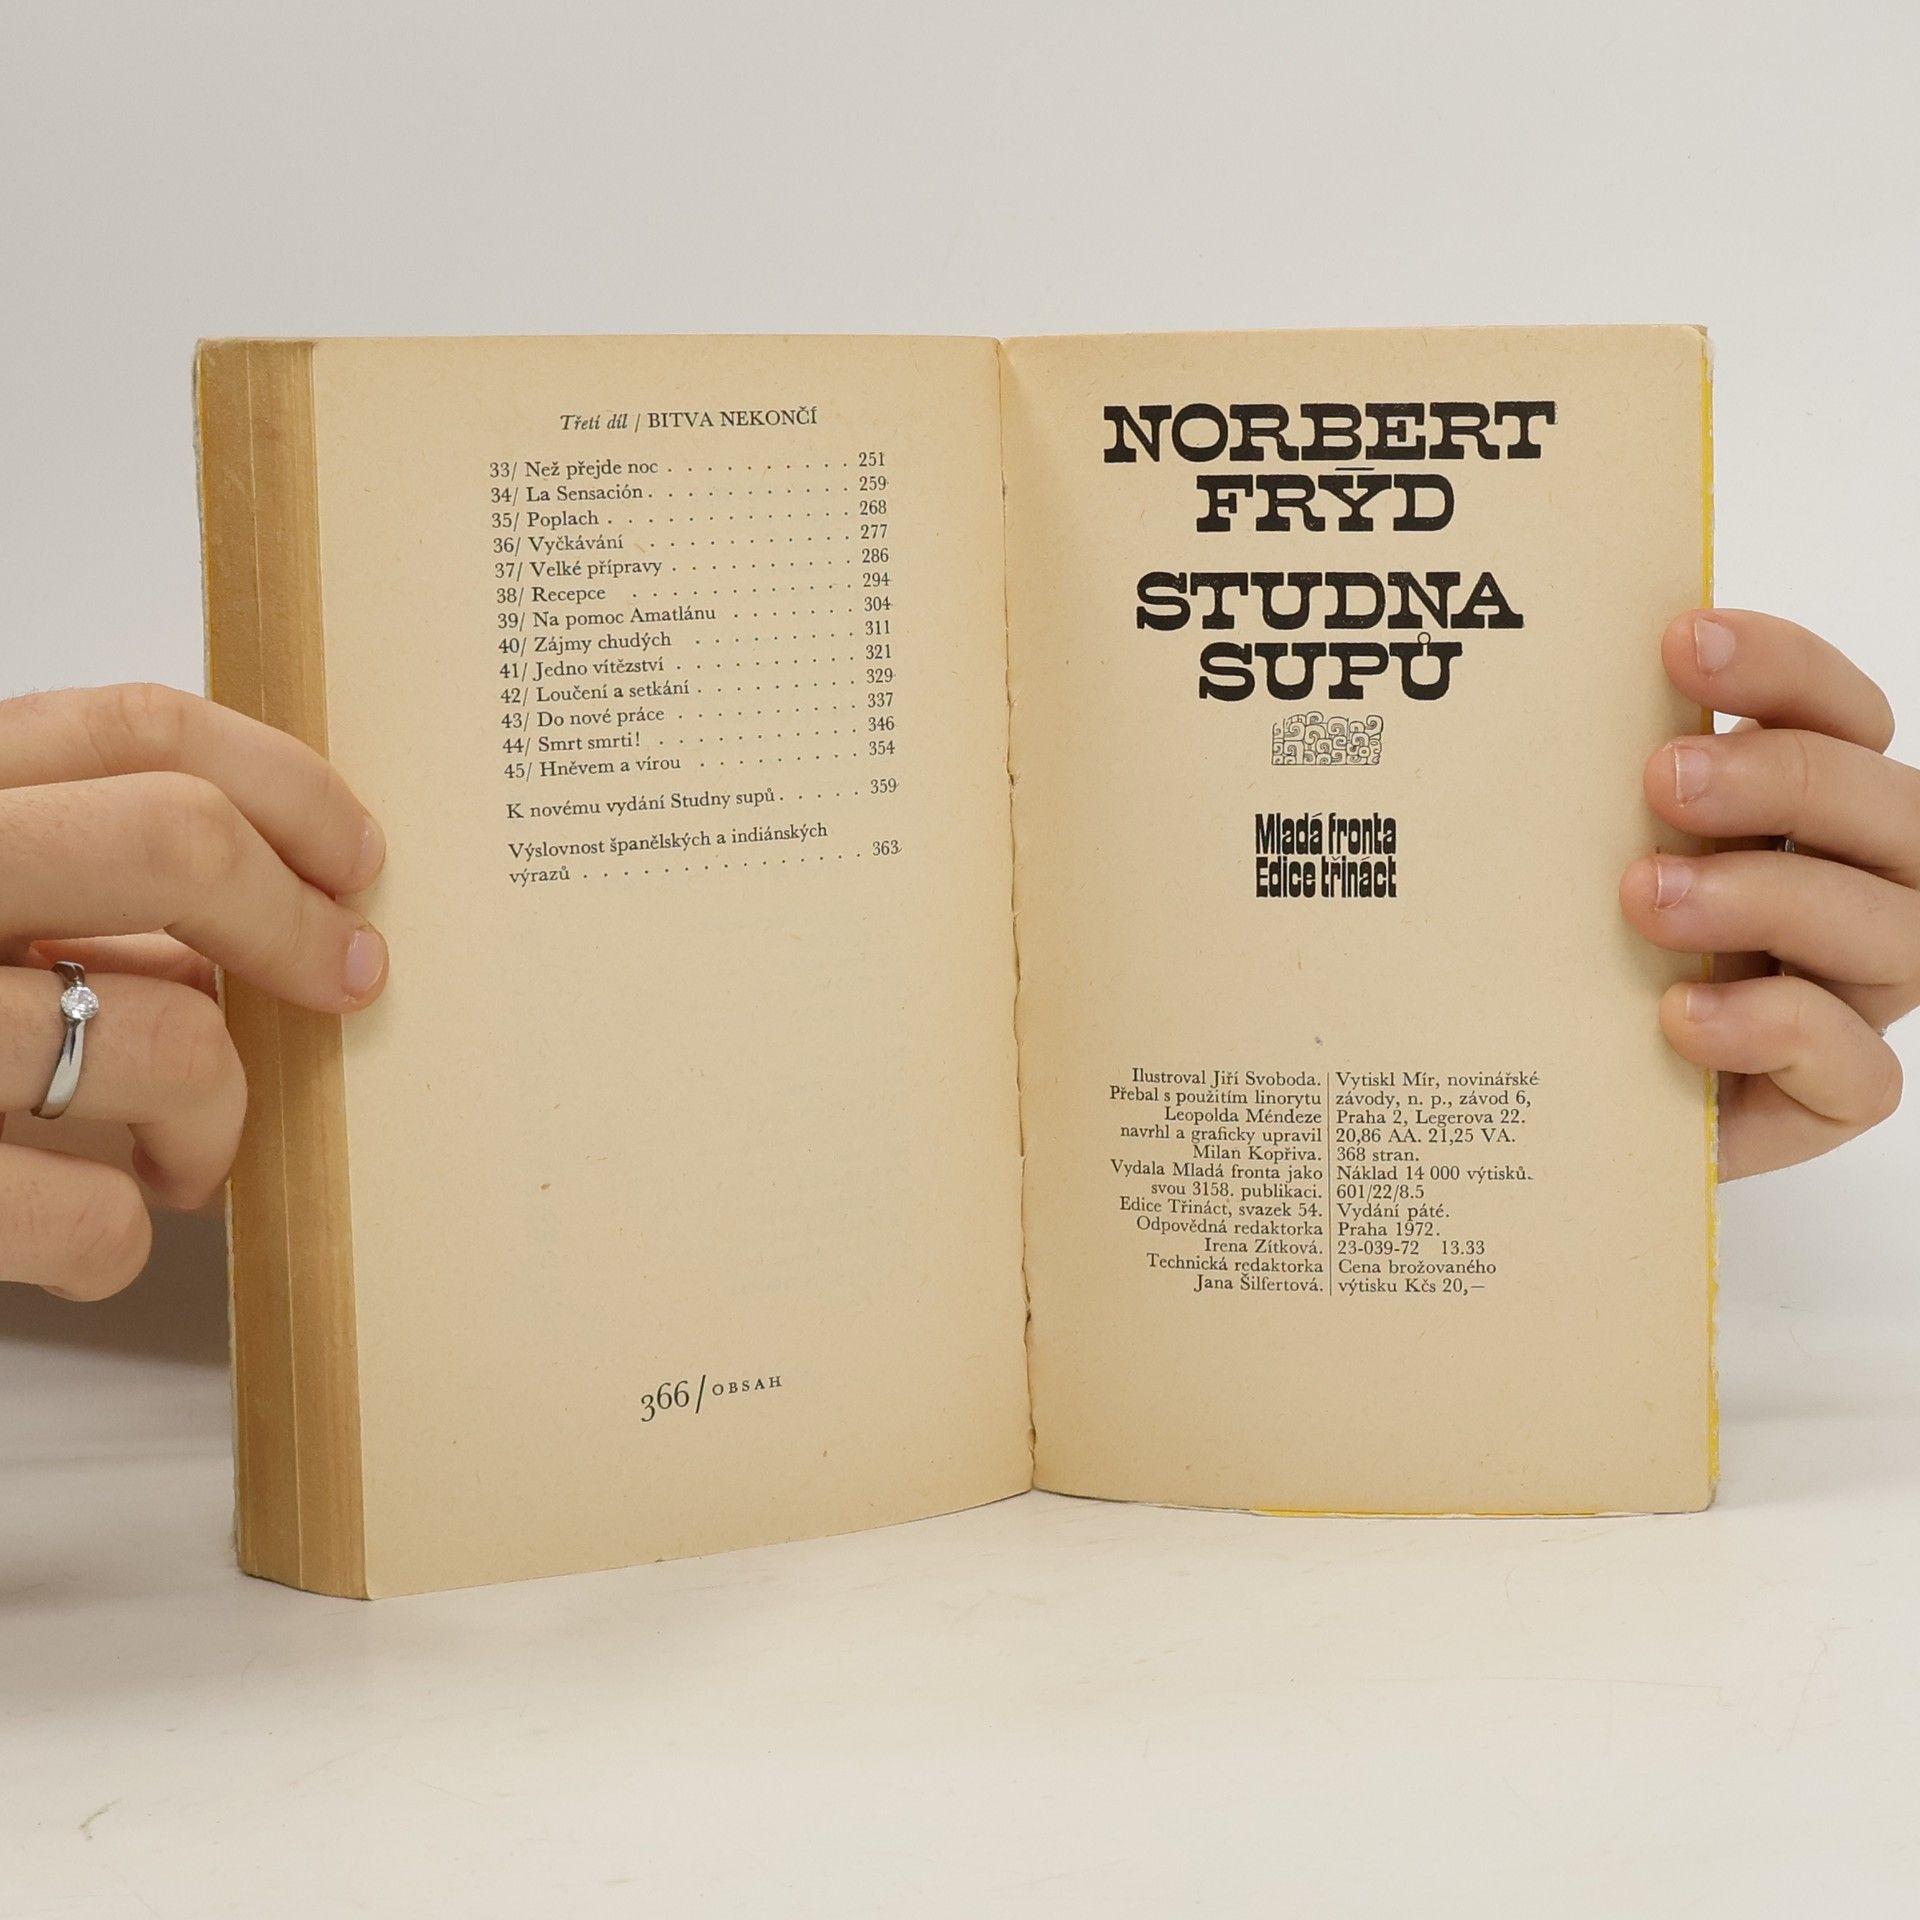 Třetí díl / BITVA NEKONČÍ
33/ Než přejde noc . . . . . . . . . . 251
34/ La Sensación . . . . . . . . . . . 259
35/ Poplach . . . . . . . . . . . . . 268
36/ Vyčkávání . . . . . . . . . . . 277
37/ Velké přípravy . . . . . . . . . . 286
38/ Recepce . . . . . . . . . . . . 294
39/ Na pomoc Amatlánu . . . . . . . 304
40/ Zájmy chudých . . . . . . . . . 311
41/ Jedno vítězství . . . . . . . . . . 321
42/ Loučení a setkání . . . . . . . . . 329
43/ Do nové práce . . . . . . . . . . 337
44/ Smrt smrti! . . . . . . . . . . . 346
45/ Hněvem a vírou . . . . . . . . . 354
K novému vydání Studny supů . . . . . 359
Výslovnost španělských a indiánských
výrazů . . . . . . . . . . . . . . 363
366/OBSAH
NORBERT
FRÝD
STUDNA
SUPŮ
Mladá fronta
Edice třináct
Ilustroval Jiří Svoboda.
Přebal s použitím linorytu
Leopolda Méndeze
navrhl a graficky upravil
Milan Kopřiva.
Vydala Mladá fronta jako
svou 3158. publikaci.
Edice Třináct, svazek 54.
Odpovědná redaktorka
Irena Zítková.
Technická redaktorka
Jana Šilfertová.
Vytiskl Mír, novinářské
závody, n. p., závod 6,
Praha 2, Legerova 22.
20,86 AA. 21,25 VA.
368 stran.
Náklad 14 000 výtisků.
601/22/8.5
Vydání páté.
Praha 1972.
23-039-72 13.33
Cena brožovaného
výtisku Kčs 20,—